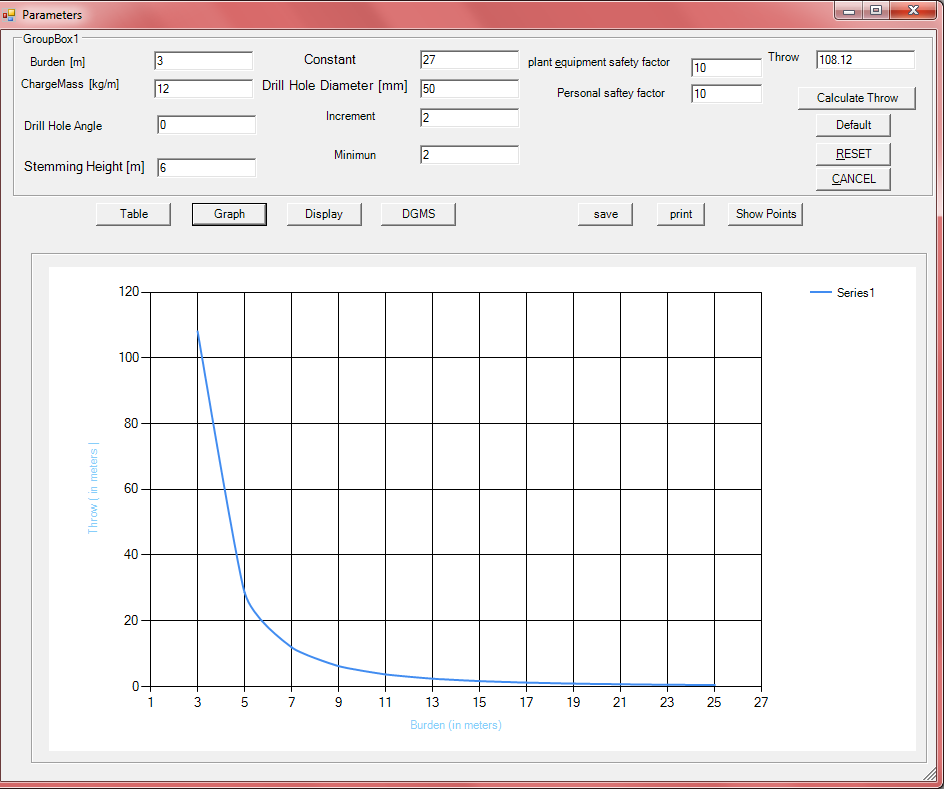 Parameters
GroupBox1
Burden [m] 3
ChargeMass [kg/m] 12
Drill Hole Angle 0
Stemming Height [m] 6
Constant 27
Drill Hole Diameter [mm] 50
Increment 2
Minimun 2
plant equipment safety factor 10
Personal saftey factor 10
Throw 108.12
Calculate Throw
Default
RESET
CANCEL
Table Graph Display DGMS save print Show Points
Series1
120
100
80
60
40
20
0
Throw ( in meters )
1 3 5 7 9 11 13 15 17 19 21 23 25 27
Burden (in meters)